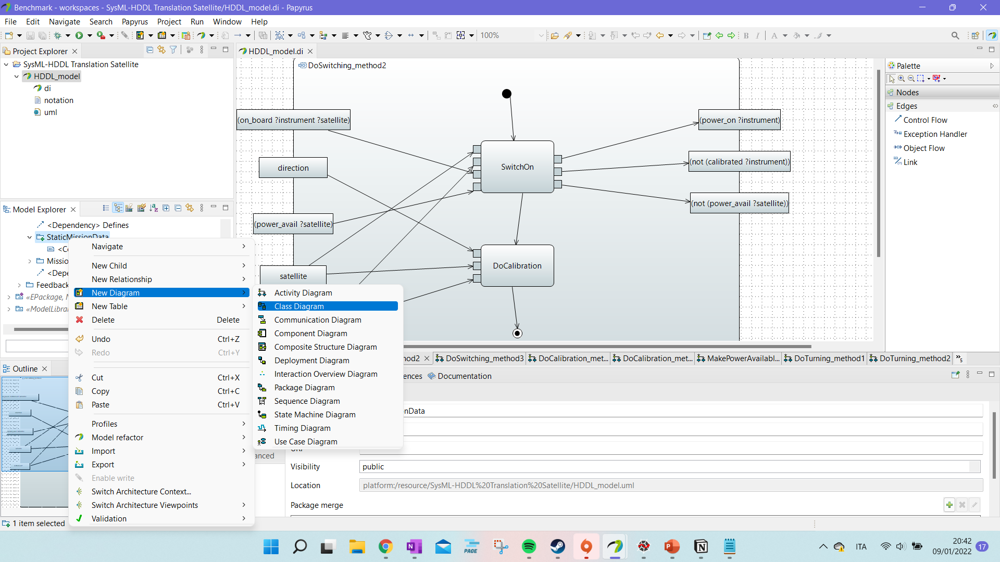 Benchmark - workspaces - SysML-HDDL Translation Satellite/HDDL_model.di - Papyrus
File Edit Navigate Search Papyrus Project Run Window Help
100%
Project Explorer
SysML-HDDL Translation Satellite
HDDL_model
di
notation
uml
HDDL_model.di
DoSwitching_method2
(on_board ?instrument ?satellite)
direction
(power_avail ?satellite)
satellite
SwitchOn
DoCalibration
(power_on ?instrument)
(not (calibrated ?instrument))
(not (power_avail ?satellite))
Palette
Nodes
Edges
Control Flow
Exception Handler
Object Flow
Link
Model Explorer
<Dependency> Defines
StaticMissionData
<Co
Missio
<Depe
Feedback
«EPackage, M
«ModelLibrar
Navigate
New Child
New Relationship
New Diagram
New Table
Delete Delete
Undo Ctrl+Z
Redo Ctrl+Y
Cut Ctrl+X
Copy Ctrl+C
Paste Ctrl+V
Profiles
Model refactor
Import
Export
Enable write
Switch Architecture Context...
Switch Architecture Viewpoints
Validation
Activity Diagram
Class Diagram
Communication Diagram
Component Diagram
Composite Structure Diagram
Deployment Diagram
Interaction Overview Diagram
Package Diagram
Sequence Diagram
State Machine Diagram
Timing Diagram
Use Case Diagram
Outline
hod2 DoSwitching_method3 DoCalibration_met... DoCalibration_met... MakePowerAvailabl... DoTurning_method1 DoTurning_method2 »5
ences Documentation
nData
anced
Visibility public
Location platform:/resource/SysML-HDDL%20Translation%20Satellite/HDDL_model.uml
Package merge
1 item selected
PAGE
ITA
20:42
09/01/2022
17